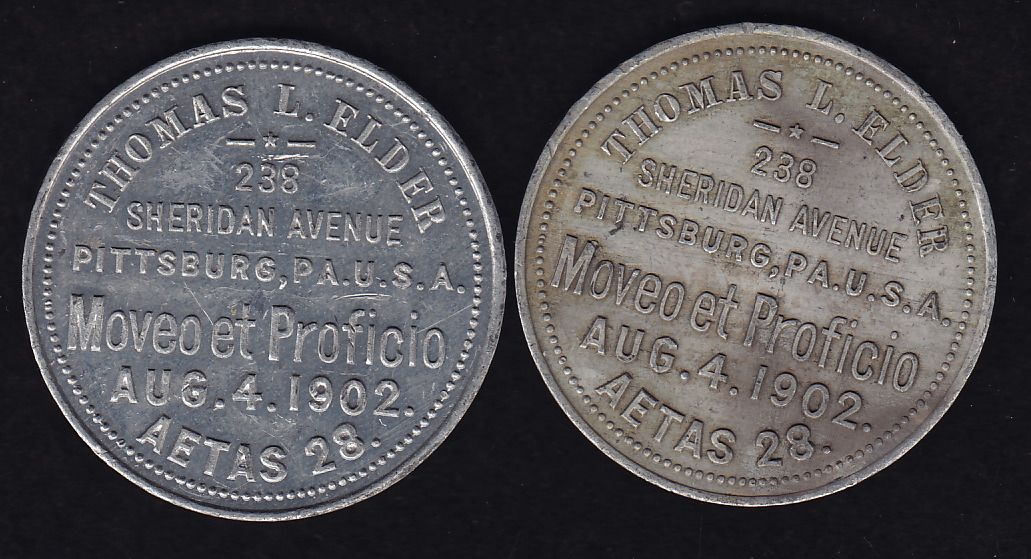 THOMAS L. ELDER
238
SHERIDAN AVENUE
PITTSBURG, PA. U.S.A.
Moveo et Proficio
AUG. 4. 1902.
AETAS 28.
THOMAS L. ELDER
238
SHERIDAN AVENUE
PITTSBURG, PA. U.S.A.
Moveo et Proficio
AUG. 4. 1902.
AETAS 28.